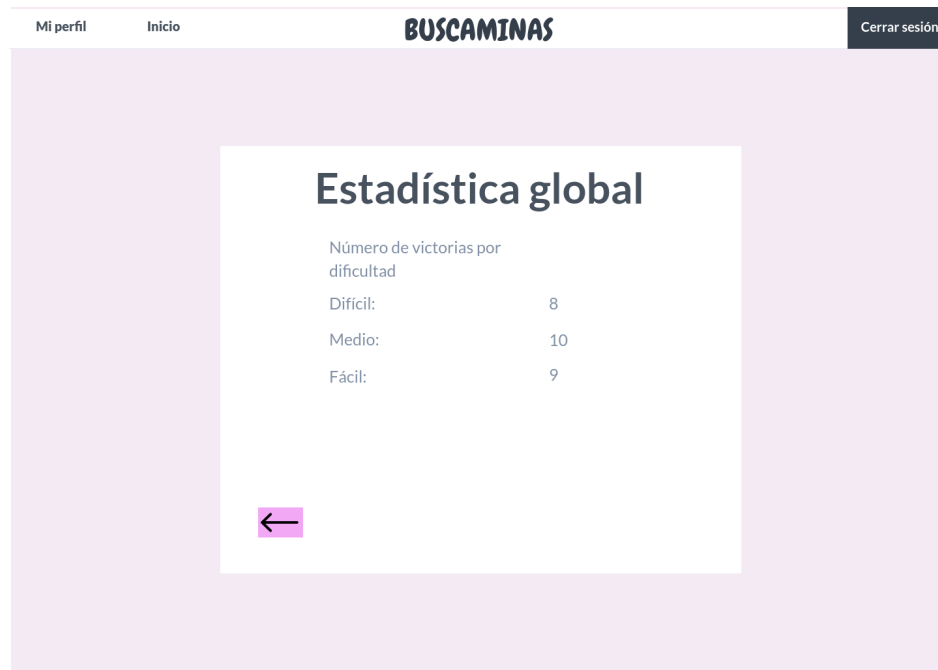 Mi perfil Inicio BUSCAMINAS Cerrar sesión
Estadística global
Número de victorias por
dificultad
Difícil: 8
Medio: 10
Fácil: 9